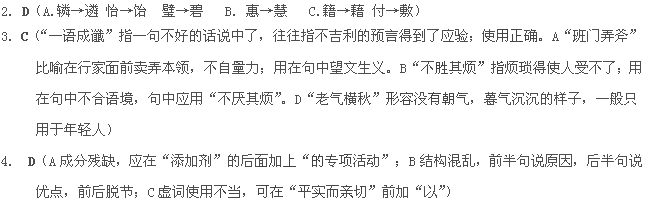 2. D（A.辚→遴 怡→饴 璧→碧 B. 惠→慧 C.籍→藉 付→敷）
3. C（“一语成谶”指一句不好的话说中了，往往指不吉利的预言得到了应验；使用正确。A“班门弄斧”
比喻在行家面前卖弄本领，不自量力；用在句中望文生义。B“不胜其烦”指烦琐得使人受不了；用
在句中不合语境，句中应用“不厌其烦”。D“老气横秋”形容没有朝气，暮气沉沉的样子，一般只
用于年轻人）
4. D（A成分残缺，应在“添加剂”的后面加上“的专项活动”；B结构混乱，前半句说原因，后半句说
优点，前后脱节；C虚词使用不当，可在“平实而亲切”前加“以”）